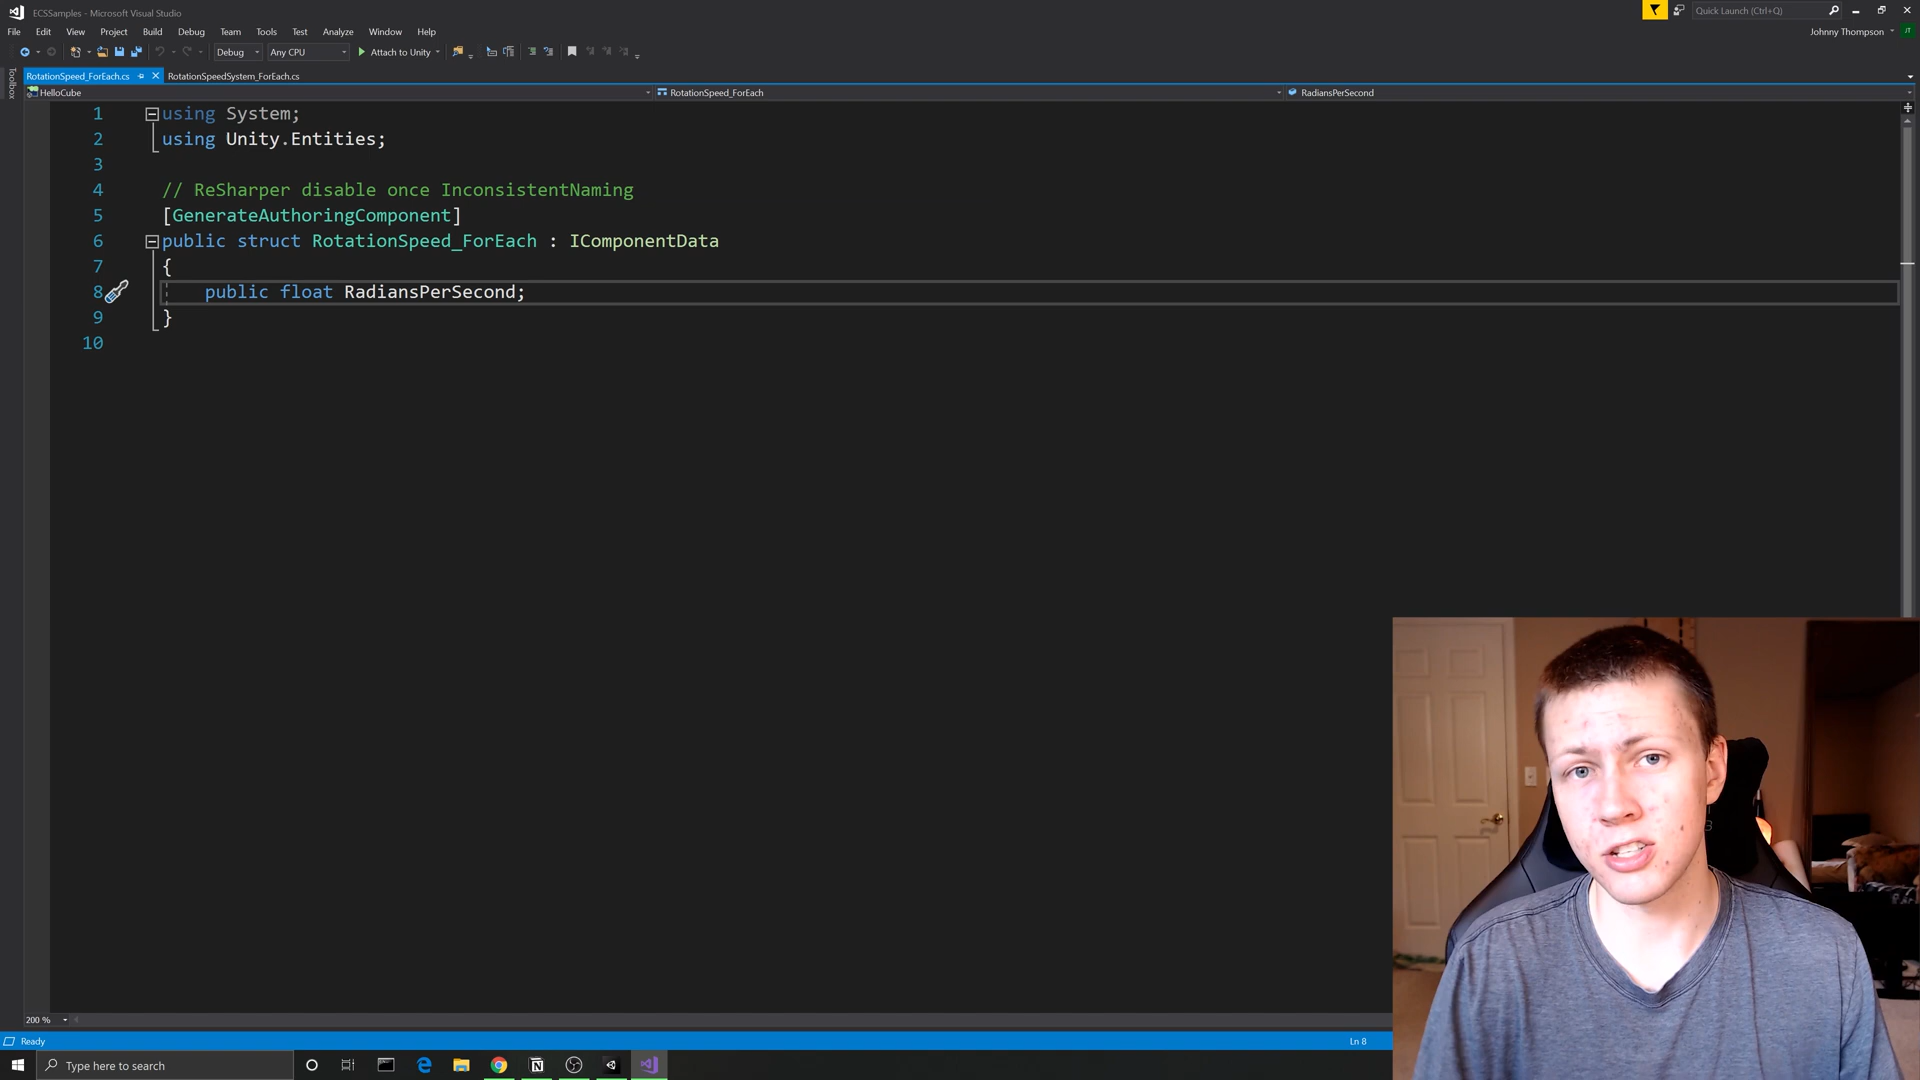 ECSSamples - Microsoft Visual Studio
Quick Launch (Ctrl+Q)
File Edit View Project Build Debug Team Tools Test Analyze Window Help
Johnny Thompson JT
Debug Any CPU Attach to Unity
Toolbox
RotationSpeed_ForEach.cs RotationSpeedSystem_ForEach.cs
HelloCube RotationSpeed_ForEach RadiansPerSecond
1 using System;
2 using Unity.Entities;
3
4 // ReSharper disable once InconsistentNaming
5 [GenerateAuthoringComponent]
6 public struct RotationSpeed_ForEach : IComponentData
7 {
8 public float RadiansPerSecond;
9 }
10
200 %
Ready Ln 8
Type here to search